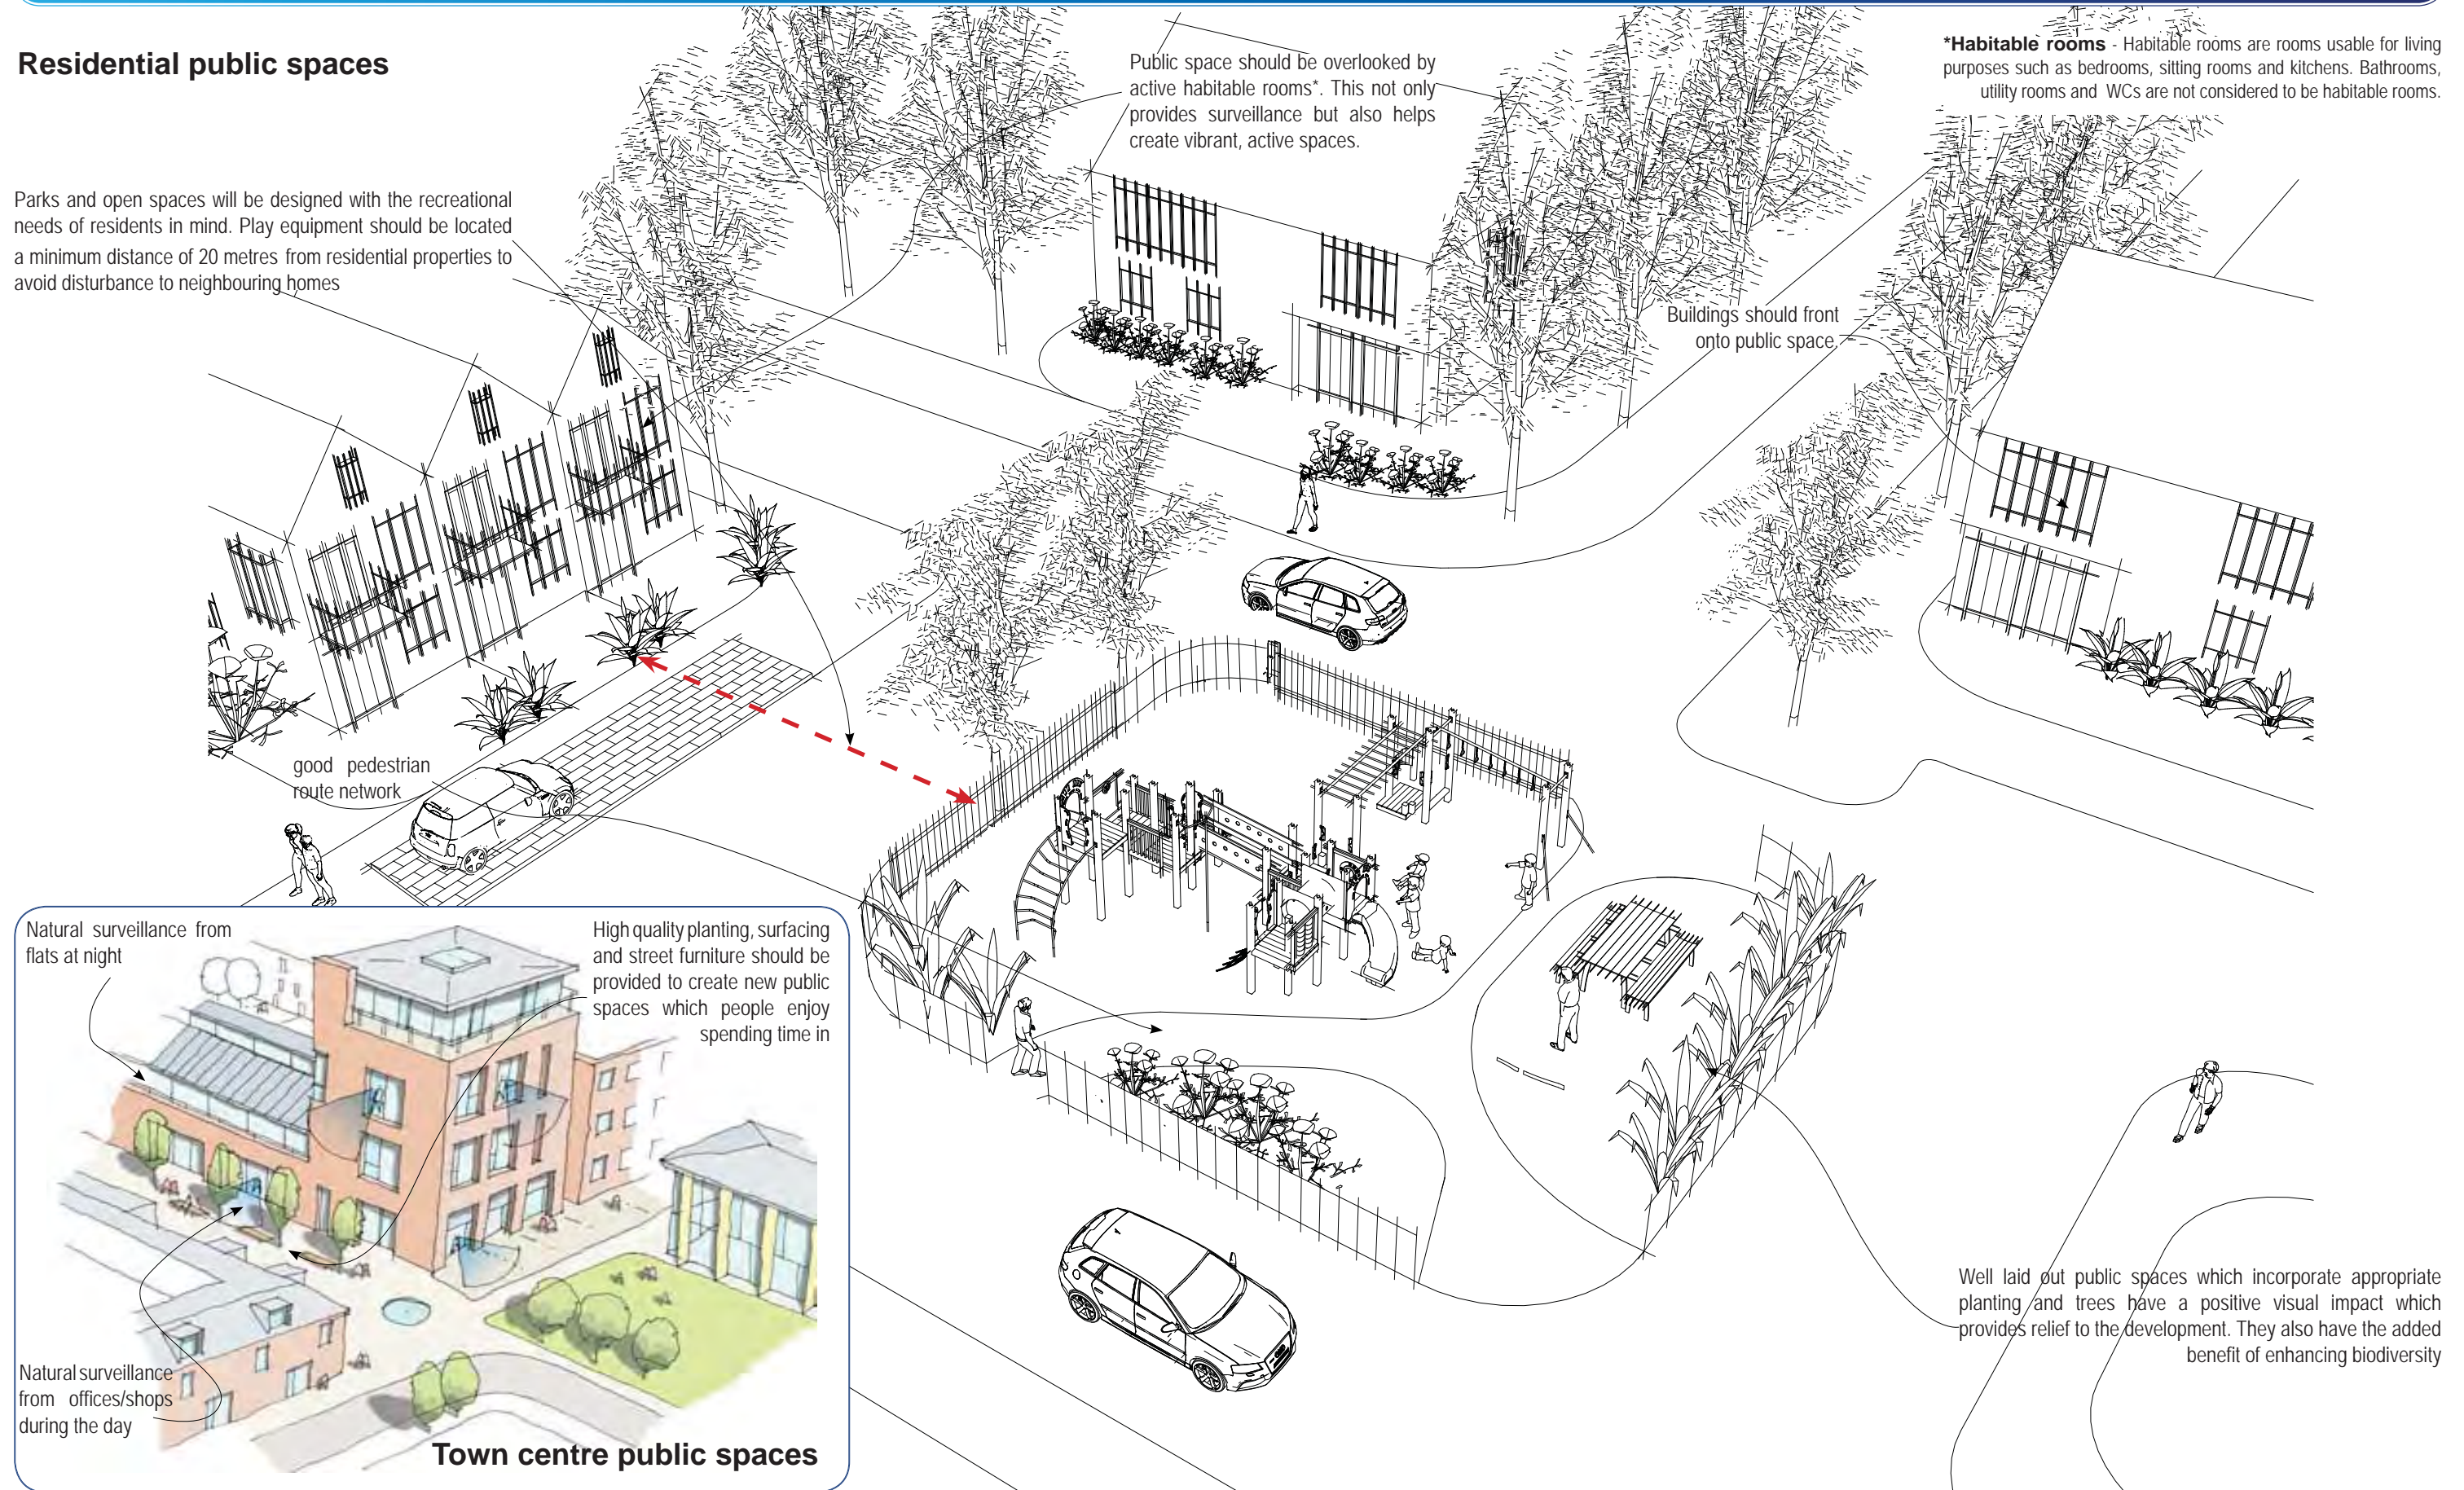 Residential public spaces
Public space should be overlooked by
active habitable rooms*. This not only
provides surveillance but also helps
create vibrant, active spaces.
*Habitable rooms - Habitable rooms are rooms usable for living
purposes such as bedrooms, sitting rooms and kitchens. Bathrooms,
utility rooms and WCs are not considered to be habitable rooms.
Parks and open spaces will be designed with the recreational
needs of residents in mind. Play equipment should be located
a minimum distance of 20 metres from residential properties to
avoid disturbance to neighbouring homes
Buildings should front
onto public space
good pedestrian
route network
Natural surveillance from
flats at night
High quality planting, surfacing
and street furniture should be
provided to create new public
spaces which people enjoy
spending time in
Natural surveillance
from offices/shops
during the day
Town centre public spaces
Well laid out public spaces which incorporate appropriate
planting and trees have a positive visual impact which
provides relief to the development. They also have the added
benefit of enhancing biodiversity